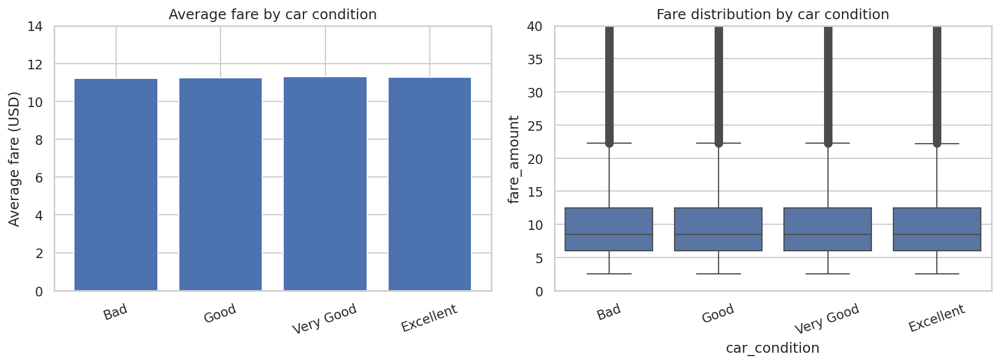 Average fare by car condition
Average fare (USD)
14
12
10
8
6
4
2
0
Bad
Good
Very Good
Excellent
Fare distribution by car condition
fare_amount
40
35
30
25
20
15
10
5
0
Bad
Good
Very Good
Excellent
car_condition